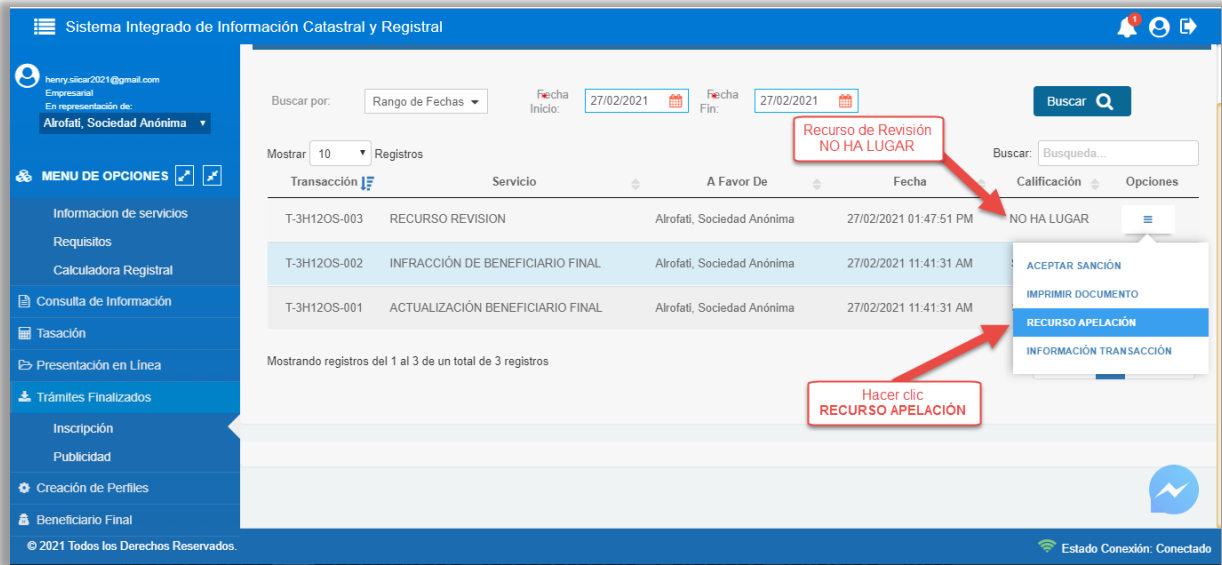 Sistema Integrado de Información Catastral y Registral
1
henry.siicar2021@gmail.com
Empresarial
En representación de:
Alrofati, Sociedad Anónima
MENU DE OPCIONES
Informacion de servicios
Requisitos
Calculadora Registral
Consulta de Información
Tasación
Presentación en Línea
Trámites Finalizados
Inscripción
Publicidad
Creación de Perfiles
Beneficiario Final
© 2021 Todos los Derechos Reservados.
Buscar por: Rango de Fechas Fecha Inicio: 27/02/2021 Fecha Fin: 27/02/2021 Buscar
Recurso de Revisión
NO HA LUGAR
Mostrar 10 Registros Buscar: Busqueda...
Transacción Servicio A Favor De Fecha Calificación Opciones
T-3H12OS-003 RECURSO REVISION Alrofati, Sociedad Anónima 27/02/2021 01:47:51 PM NO HA LUGAR
T-3H12OS-002 INFRACCIÓN DE BENEFICIARIO FINAL Alrofati, Sociedad Anónima 27/02/2021 11:41:31 AM
T-3H12OS-001 ACTUALIZACIÓN BENEFICIARIO FINAL Alrofati, Sociedad Anónima 27/02/2021 11:41:31 AM
ACEPTAR SANCIÓN
IMPRIMIR DOCUMENTO
RECURSO APELACIÓN
INFORMACIÓN TRANSACCIÓN
Mostrando registros del 1 al 3 de un total de 3 registros
Hacer clic
RECURSO APELACIÓN
Estado Conexión: Conectado